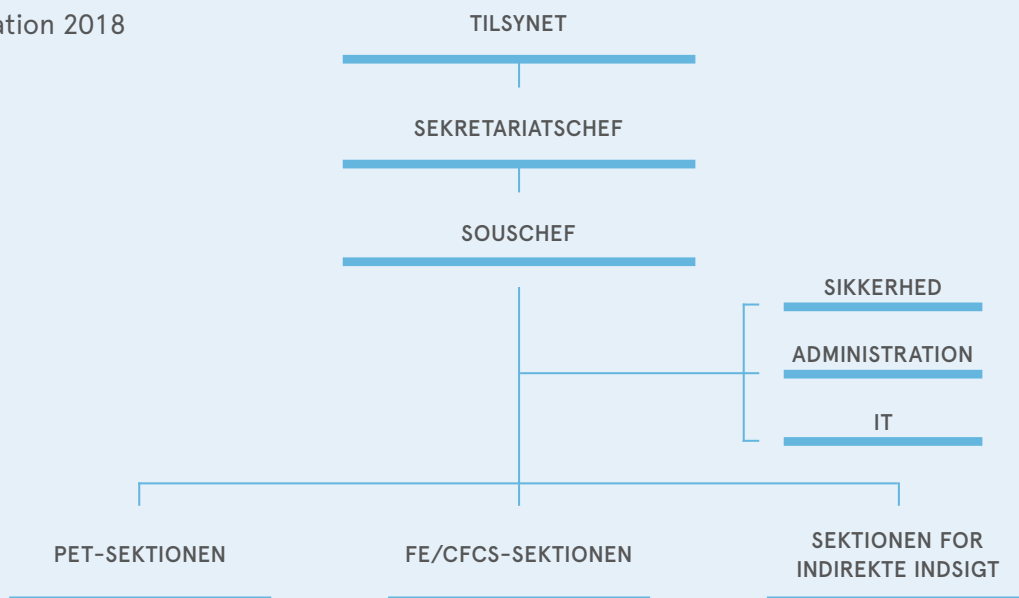 ation 2018
TILSYNET
SEKRETARIATSCHEF
SOUSCHEF
SIKKERHED
ADMINISTRATION
IT
PET-SEKTIONEN
FE/CFCS-SEKTIONEN
SEKTIONEN FOR
INDIREKTE INDSIGT